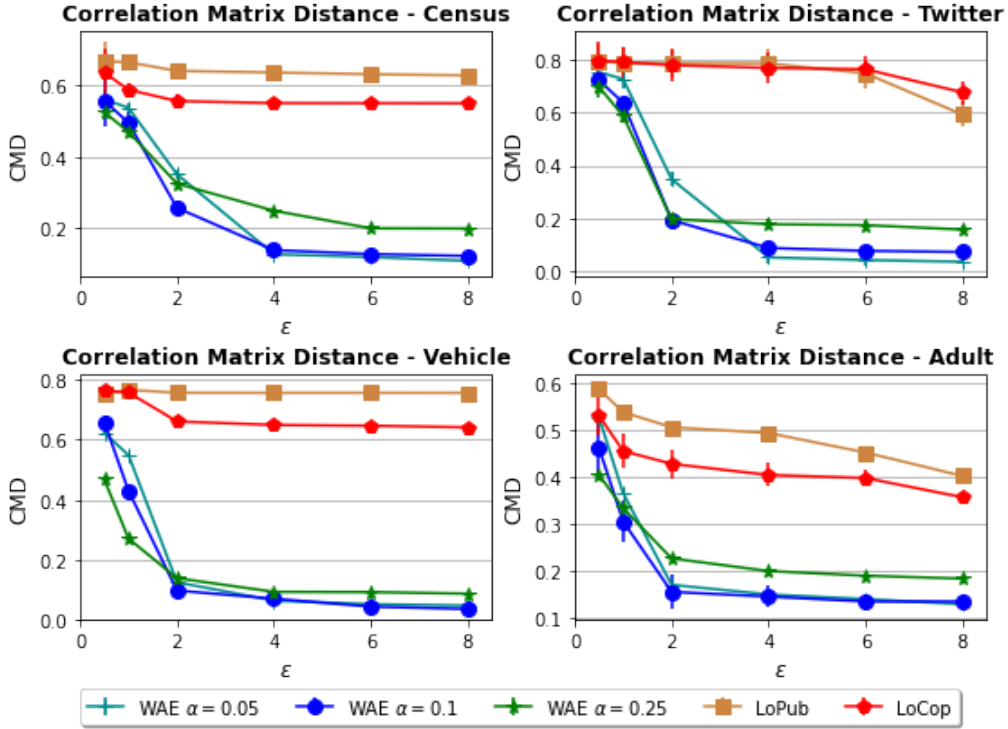 Correlation Matrix Distance - Census
0.6
0.4
0.2
CMD
0
2
4
6
8
ε
Correlation Matrix Distance - Twitter
0.8
0.6
0.4
0.2
0.0
CMD
0
2
4
6
8
ε
Correlation Matrix Distance - Vehicle
0.8
0.6
0.4
0.2
0.0
CMD
0
2
4
6
8
ε
Correlation Matrix Distance - Adult
0.6
0.5
0.4
0.3
0.2
0.1
CMD
0
2
4
6
8
ε
WAE α = 0.05
WAE α = 0.1
WAE α = 0.25
LoPub
LoCop